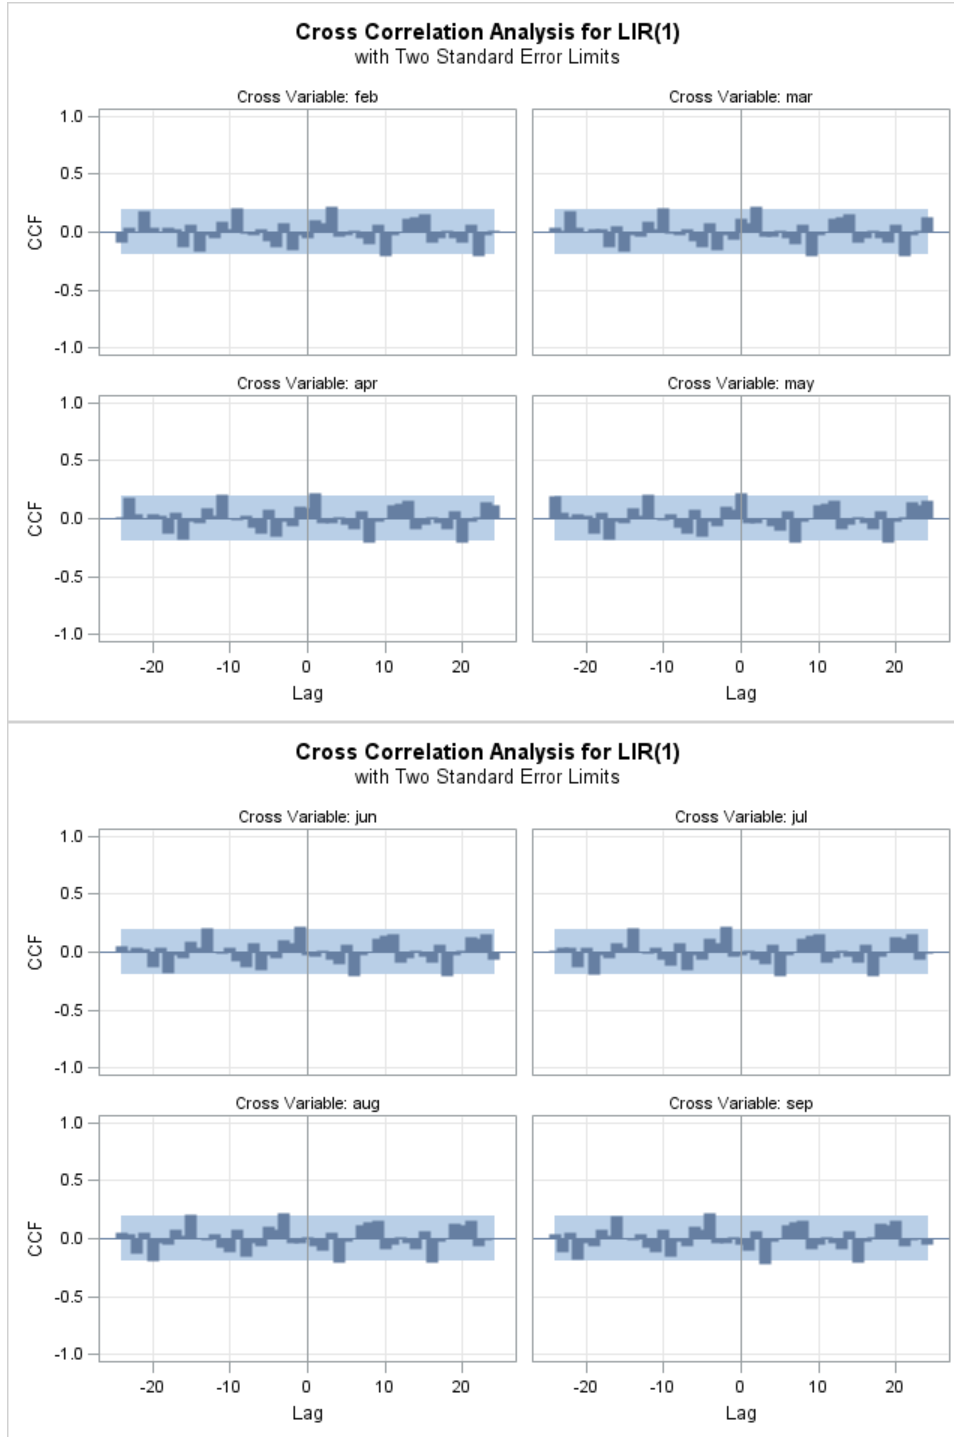 Cross Correlation Analysis for LIR(1)
with Two Standard Error Limits
Cross Variable: feb
Cross Variable: mar
1.0
0.5
0.0
-0.5
-1.0
CCF
Cross Variable: apr
Cross Variable: may
1.0
0.5
0.0
-0.5
-1.0
CCF
-20 -10 0 10 20
-20 -10 0 10 20
Lag
Lag
Cross Correlation Analysis for LIR(1)
with Two Standard Error Limits
Cross Variable: jun
Cross Variable: jul
1.0
0.5
0.0
-0.5
-1.0
CCF
Cross Variable: aug
Cross Variable: sep
1.0
0.5
0.0
-0.5
-1.0
CCF
-20 -10 0 10 20
-20 -10 0 10 20
Lag
Lag